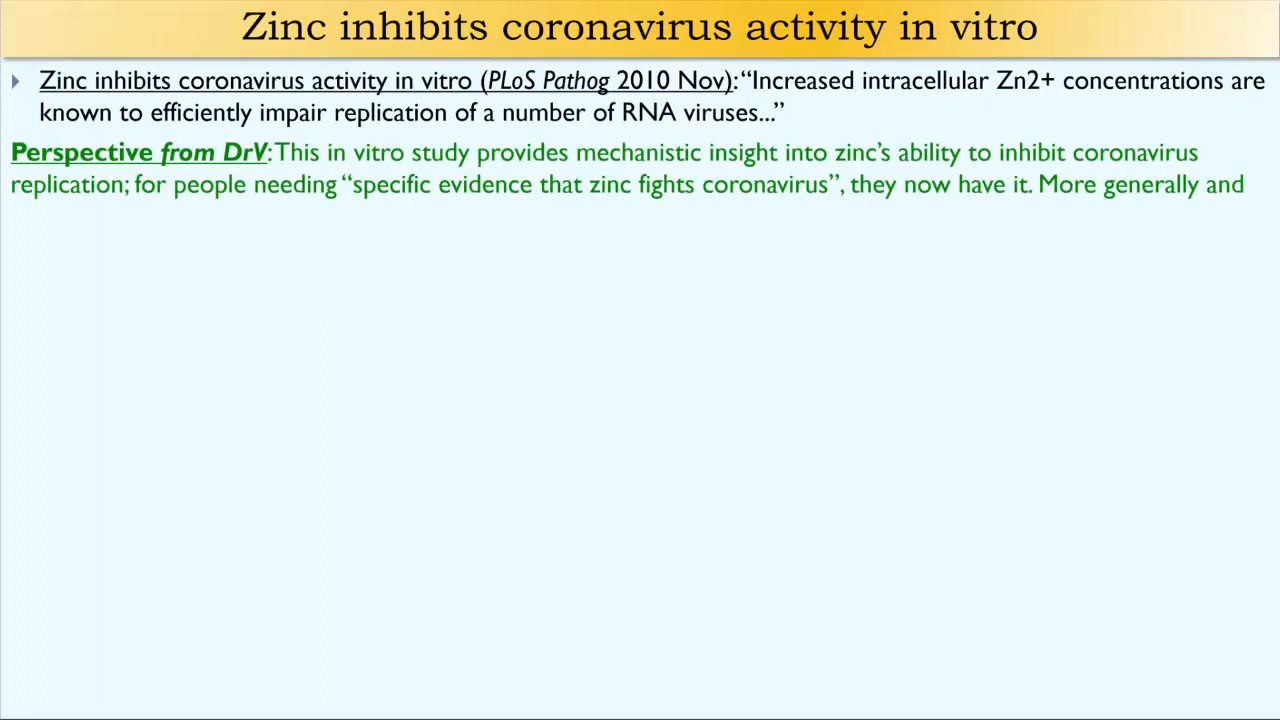 Zinc inhibits coronavirus activity in vitro
Zinc inhibits coronavirus activity in vitro (PLoS Pathog 2010 Nov): “Increased intracellular Zn2+ concentrations are
known to efficiently impair replication of a number of RNA viruses...”
Perspective from DrV: This in vitro study provides mechanistic insight into zinc’s ability to inhibit coronavirus
replication; for people needing “specific evidence that zinc fights coronavirus”, they now have it. More generally and